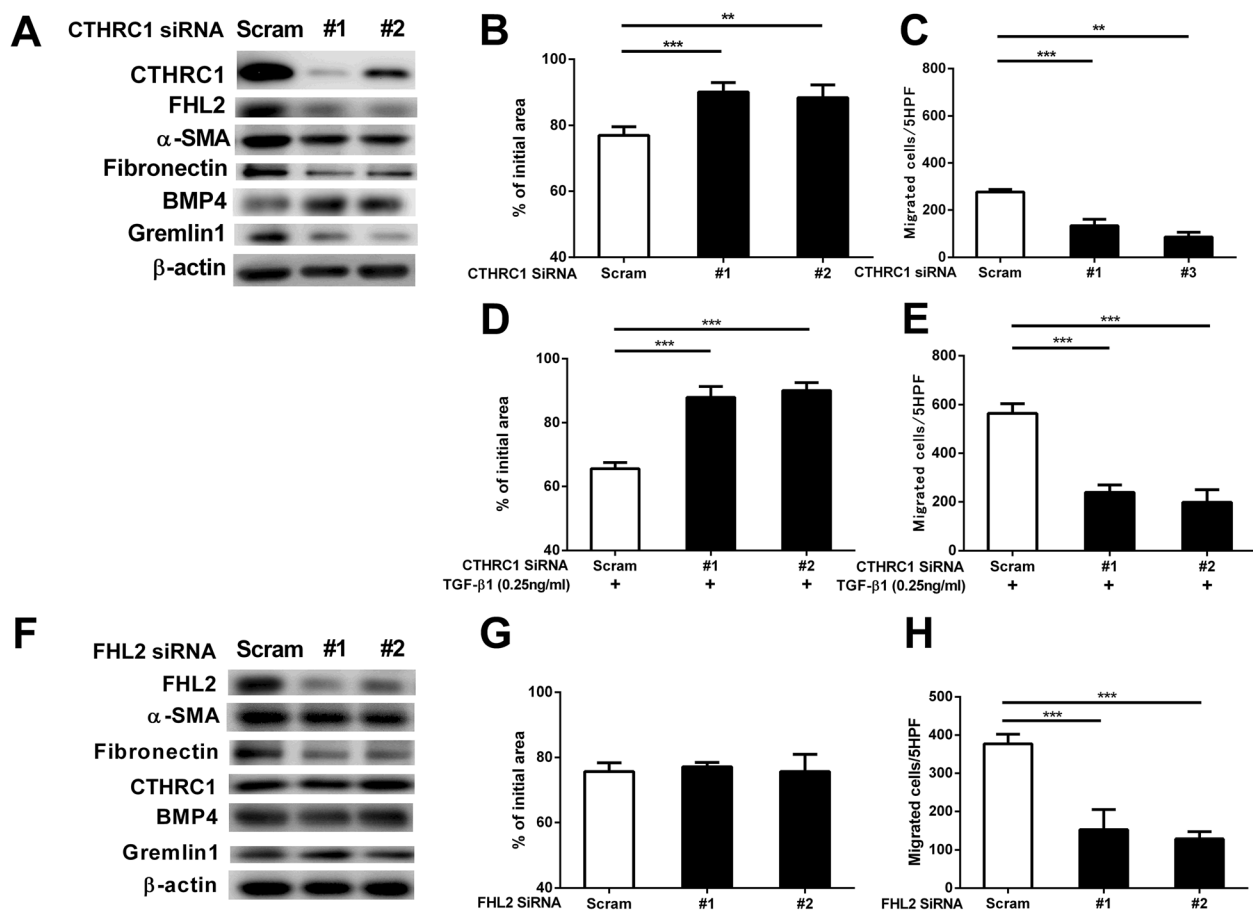 A
CTHRC1 siRNA Scram #1 #2
CTHRC1
FHL2
α-SMA
Fibronectin
BMP4
Gremlin1
β-actin
B
**
***
% of initial area
100
80
60
40
CTHRC1 SiRNA Scram #1 #2
C
**
***
Migrated cells/5HPF
800
600
400
200
0
CTHRC1 siRNA Scram #1 #3
D
***
***
% of initial area
100
80
60
40
CTHRC1 SiRNA Scram #1 #2
TGF-β1 (0.25ng/ml) + + +
E
***
***
Migrated cells/5HPF
800
600
400
200
0
CTHRC1 SiRNA Scram #1 #2
TGF-β1 (0.25ng/ml) + + +
F
FHL2 siRNA Scram #1 #2
FHL2
α-SMA
Fibronectin
CTHRC1
BMP4
Gremlin1
β-actin
G
% of initial area
100
80
60
40
FHL2 SiRNA Scram #1 #2
H
***
***
Migrated cells/5HPF
500
400
300
200
100
0
FHL2 SiRNA Scram #1 #2